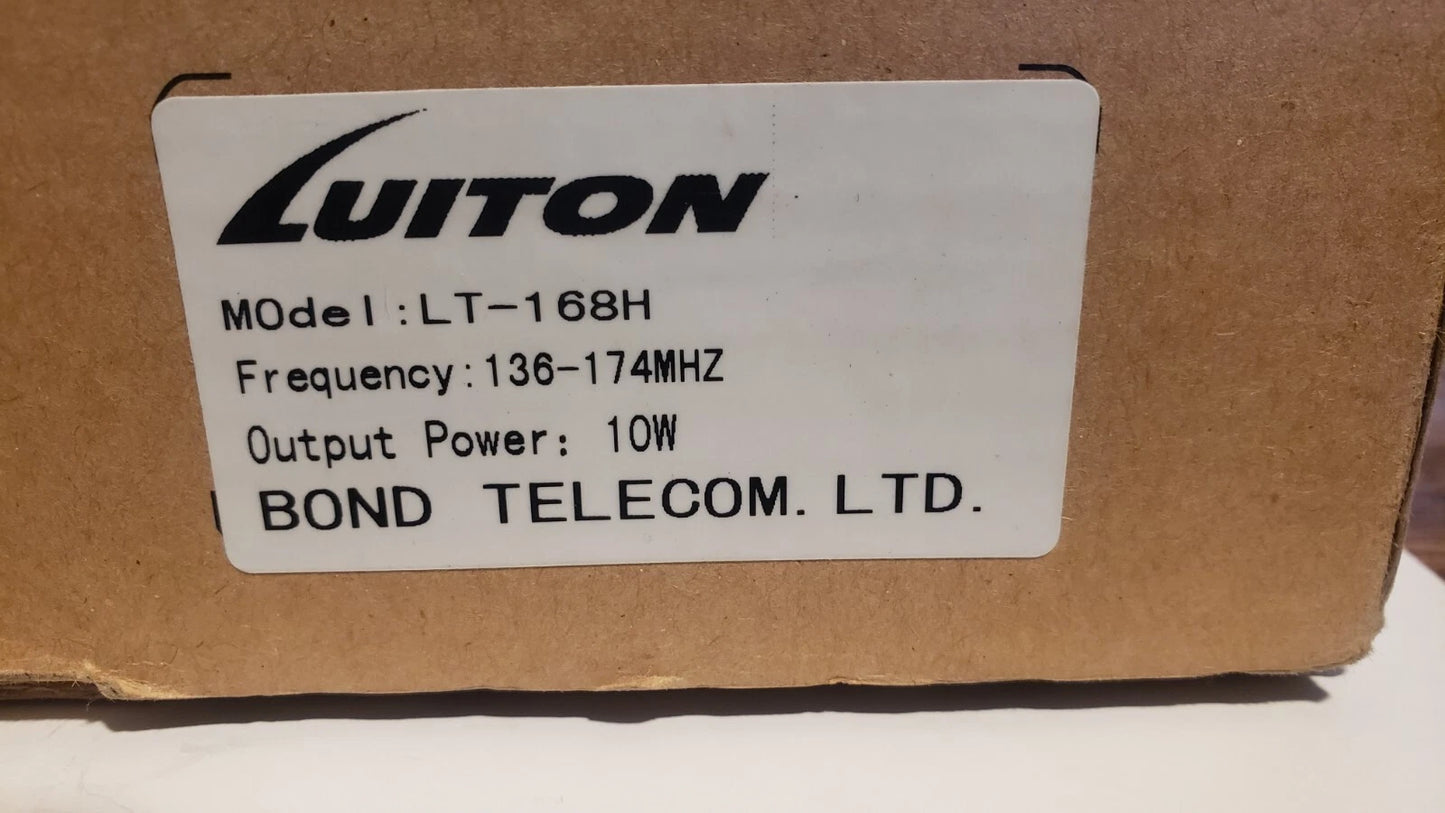 LUITON
MOdel:LT-168H
Frequency:136-174MHZ
Output Power: 10W
BOND TELECOM. LTD.